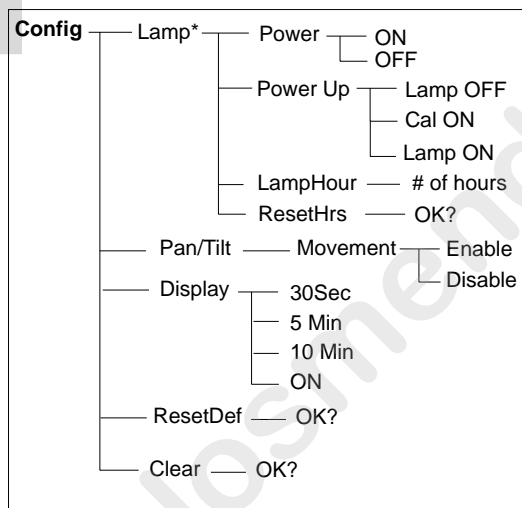 Config Lamp* Power ON
OFF
Power Up Lamp OFF
Cal ON
Lamp ON
LampHour # of hours
ResetHrs OK?
Pan/Tilt Movement Enable
Disable
Display 30Sec
5 Min
10 Min
ON
ResetDef OK?
Clear OK?